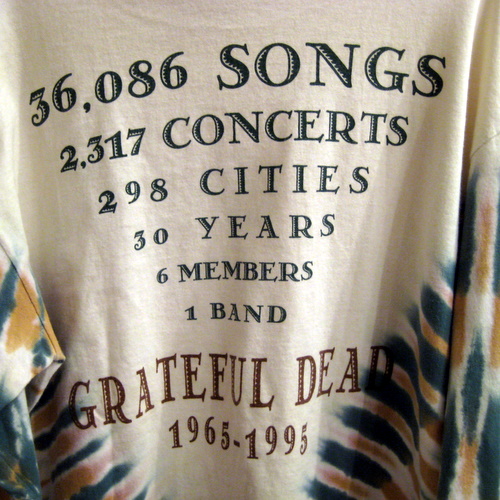 36,086 SONGS
2,317 CONCERTS
298 CITIES
30 YEARS
6 MEMBERS
1 BAND
GRATEFUL DEAD
1965-1995